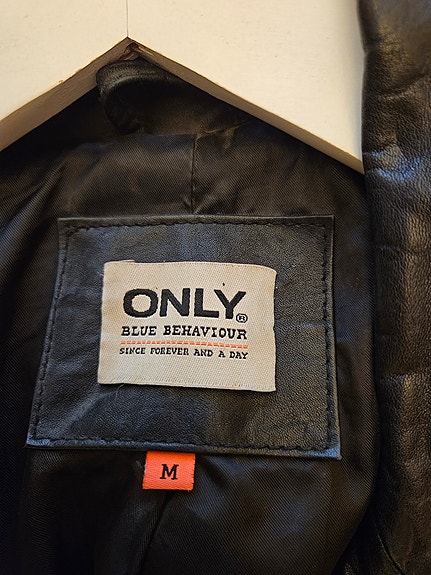 ONLY®
BLUE BEHAVIOUR
SINCE FOREVER AND A DAY
M